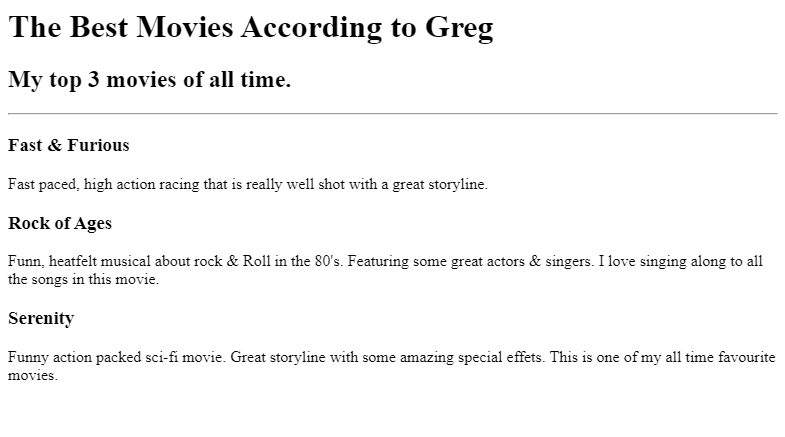 The Best Movies According to Greg
My top 3 movies of all time.
Fast & Furious
Fast paced, high action racing that is really well shot with a great storyline.
Rock of Ages
Funn, heatfelt musical about rock & Roll in the 80's. Featuring some great actors & singers. I love singing along to all
the songs in this movie.
Serenity
Funny action packed sci-fi movie. Great storyline with some amazing special effets. This is one of my all time favourite
movies.